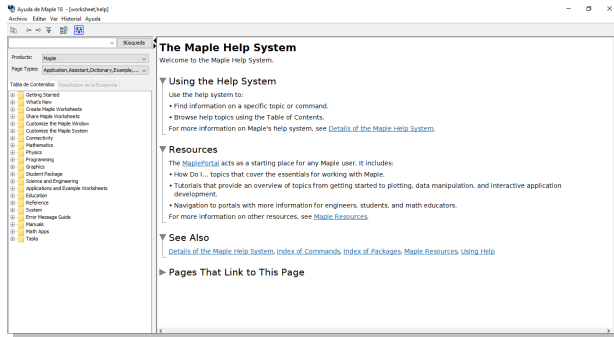 Ayuda de Maple 18 - [worksheet,help]
Archivo Editar Ver Historial Ayuda
Búsqueda
Products: Maple
Page Types: Application,Assistant,Dictionary,Example,...
Tabla de Contenidos Resultados de la Búsqueda
Getting Started
What's New
Create Maple Worksheets
Share Maple Worksheets
Customize the Maple Window
Customize the Maple System
Connectivity
Mathematics
Physics
Programming
Graphics
Student Package
Science and Engineering
Applications and Example Worksheets
Education
Reference
System
Error Message Guide
Manuals
Math Apps
Tasks
The Maple Help System
Welcome to the Maple Help System.
Using the Help System
Use the help system to:
• Find information on a specific topic or command.
• Browse help topics using the Table of Contents.
For more information on Maple's help system, see Details of the Maple Help System.
Resources
The MaplePortal acts as a starting place for any Maple user. It includes:
• How Do I... topics that cover the essentials for working with Maple.
• Tutorials that provide an overview of topics from getting started to plotting, data manipulation, and interactive application
development.
• Navigation to portals with more information for engineers, students, and math educators.
For more information on other resources, see Maple Resources.
See Also
Details of the Maple Help System, Index of Commands, Index of Packages, Maple Resources, Using Help
Pages That Link to This Page